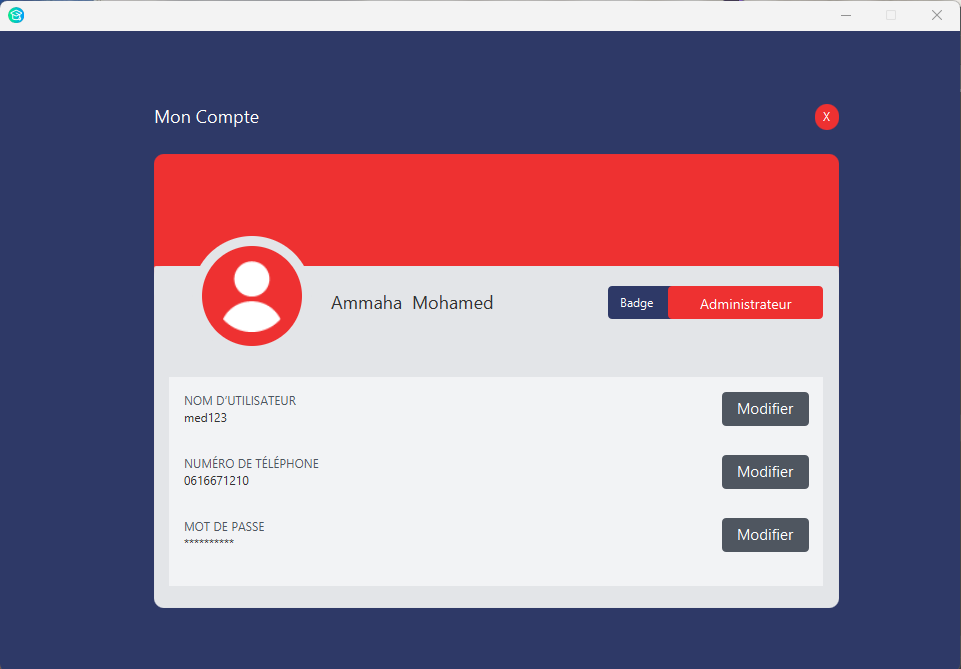 Mon Compte
X
Ammaha Mohamed
Badge
Administrateur
NOM D'UTILISATEUR
med123
Modifier
NUMÉRO DE TÉLÉPHONE
0616671210
Modifier
MOT DE PASSE
**********
Modifier